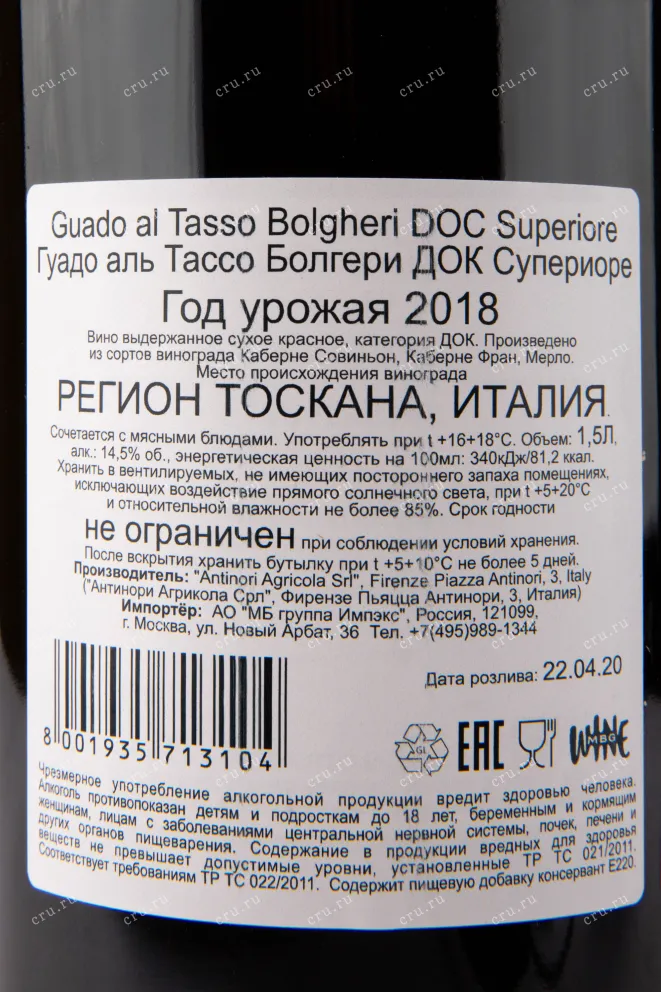 Guado al Tasso Bolgheri DOC Superiore
Гуадо аль Тассо Болгери ДОК Супериоре
Год урожая 2018
Вино выдержанное сухое красное, категория ДОК. Произведено
из сортов винограда Каберне Совиньон, Каберне Фран, Мерло.
Место происхождения винограда
РЕГИОН ТОСКАНА, ИТАЛИЯ.
Сочетается с мясными блюдами. Употреблять при t +16+18°С. Объем: 1,5Л,
алк.: 14,5% об., энергетическая ценность на 100мл: 340кДж/81,2 ккал.
Хранить в вентилируемых, не имеющих постороннего запаха помещениях,
исключающих воздействие прямого солнечного света, при t +5+20°С
и относительной влажности не более 85%. Срок годности
не ограничен при соблюдении условий хранения.
После вскрытия хранить бутылку при t +5+10°С не более 5 дней.
Производитель: "Antinori Agricola Srl", Firenze Piazza Antinori, 3, Italy
("Антинори Агрикола Срл", Фирензе Пьяцца Антинори, 3, Италия)
Импортёр: АО "МБ группа Импэкс", Россия, 121099,
г. Москва, ул. Новый Арбат, 36 Тел. +7(495)989-1344
Дата розлива: 22.04.20
8 001935 713104
GL EAC WINE MBG
Чрезмерное употребление алкогольной продукции вредит здоровью человека.
Алкоголь противопоказан детям и подросткам до 18 лет, беременным и кормящим
женщинам, лицам с заболеваниями центральной нервной системы, почек, печени и
других органов пищеварения. Содержание в продукции вредных для здоровья
веществ не превышает допустимые уровни, установленные ТР ТС 021/2011.
Соответствует требованиям ТР ТС 022/2011. Содержит пищевую добавку консервант Е220.
cru.ru